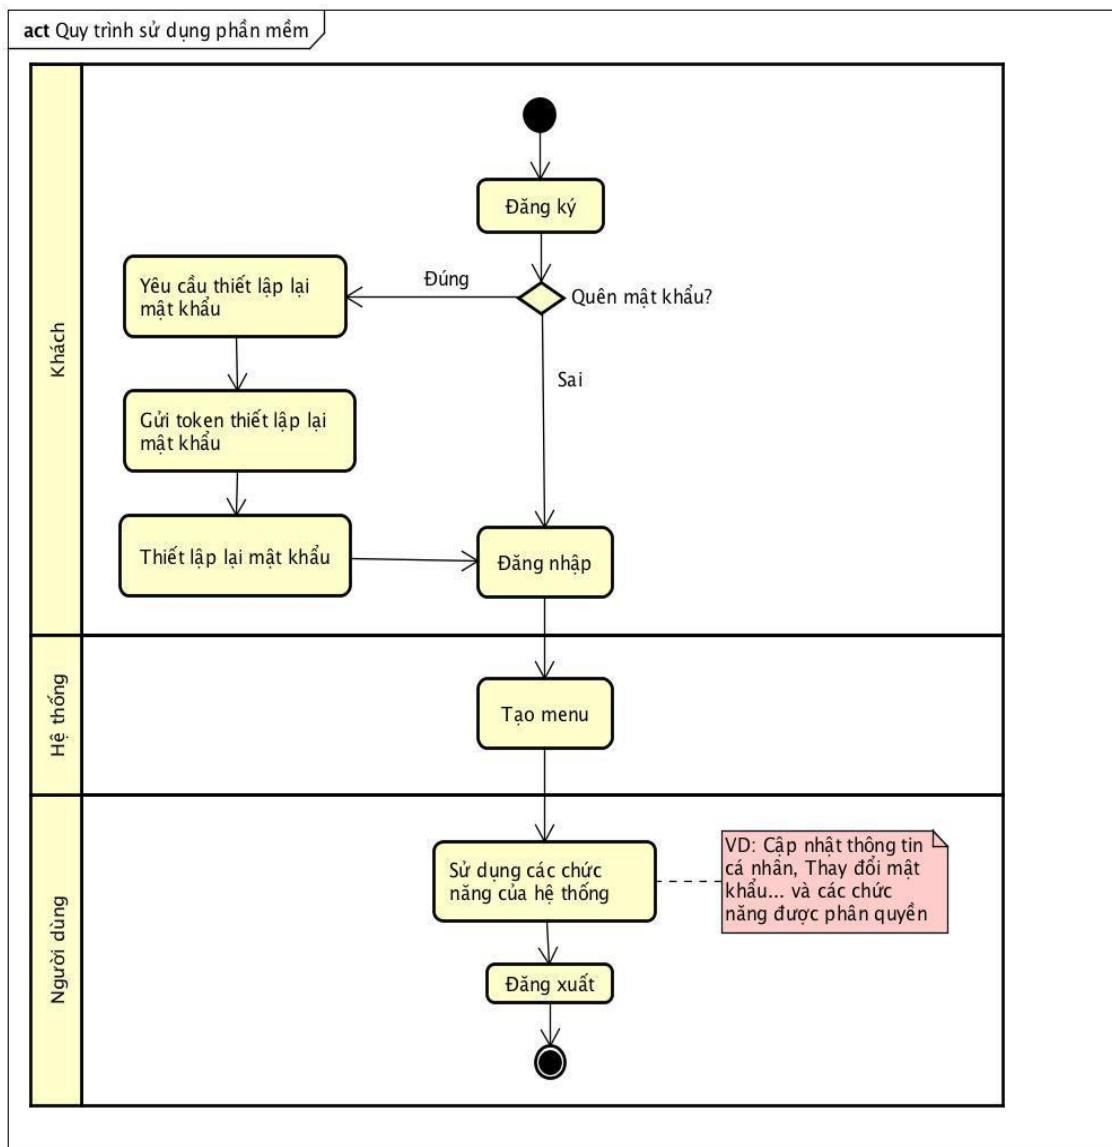 act Quy trình sử dụng phần mềm
Khách
Đăng ký
Quên mật khẩu?
Đúng
Yêu cầu thiết lập lại
mật khẩu
Sai
Gửi token thiết lập lại
mật khẩu
Thiết lập lại mật khẩu
Đăng nhập
Hệ thống
Tạo menu
Người dùng
Sử dụng các chức
năng của hệ thống
VD: Cập nhật thông tin
cá nhân, Thay đổi mật
khẩu... và các chức
năng được phân quyền
Đăng xuất